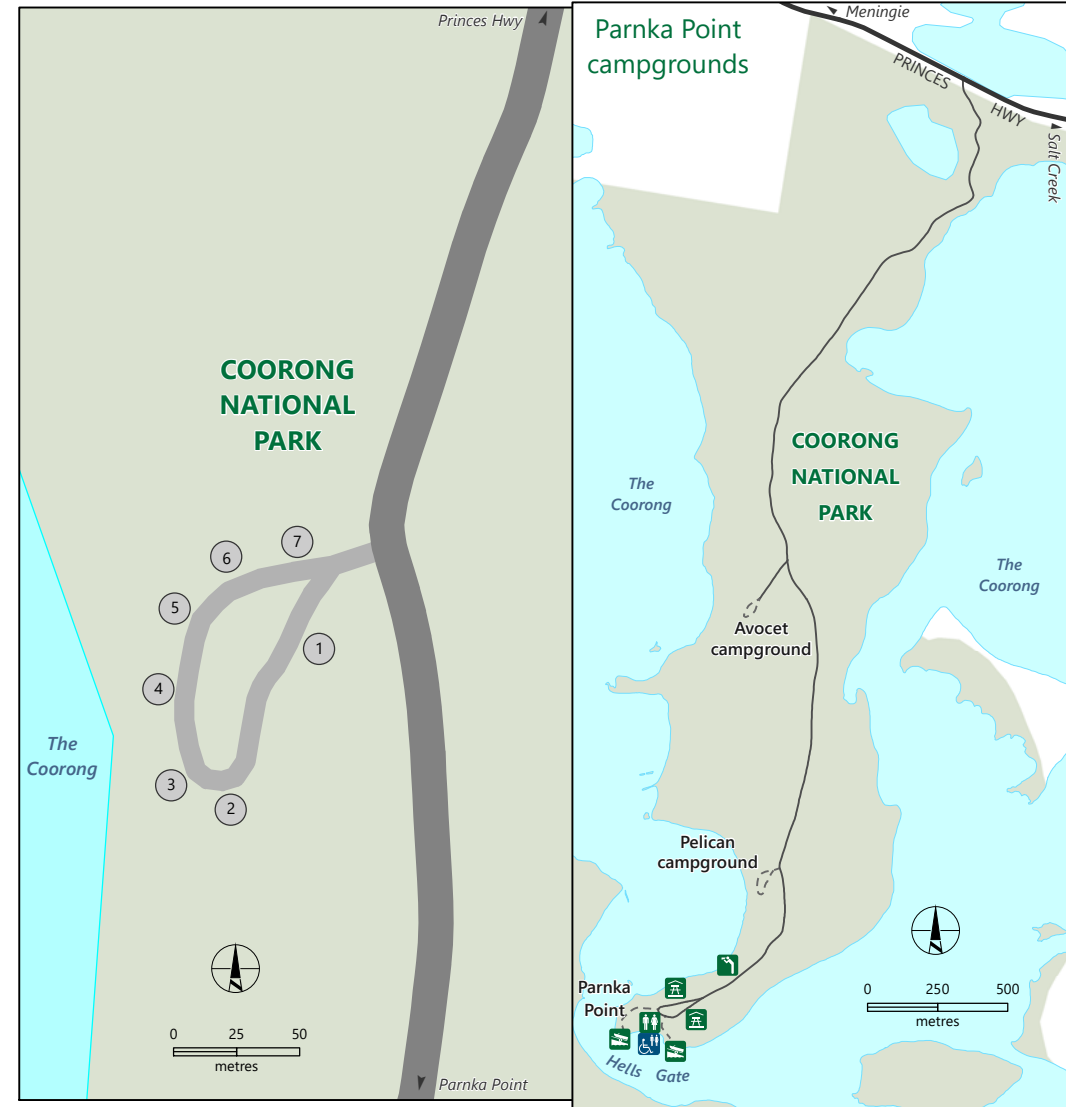 Princes Hwy
COORONG
NATIONAL
PARK
7
6
5
1
4
3
2
The
Coorong
0 25 50
metres
Parnka Point
Parnka Point
campgrounds
Meningie
PRINCES
HWY
Salt Creek
The
Coorong
COORONG
NATIONAL
PARK
The
Coorong
Avocet
campground
Pelican
campground
Parnka
Point
Hells Gate
0 250 500
metres